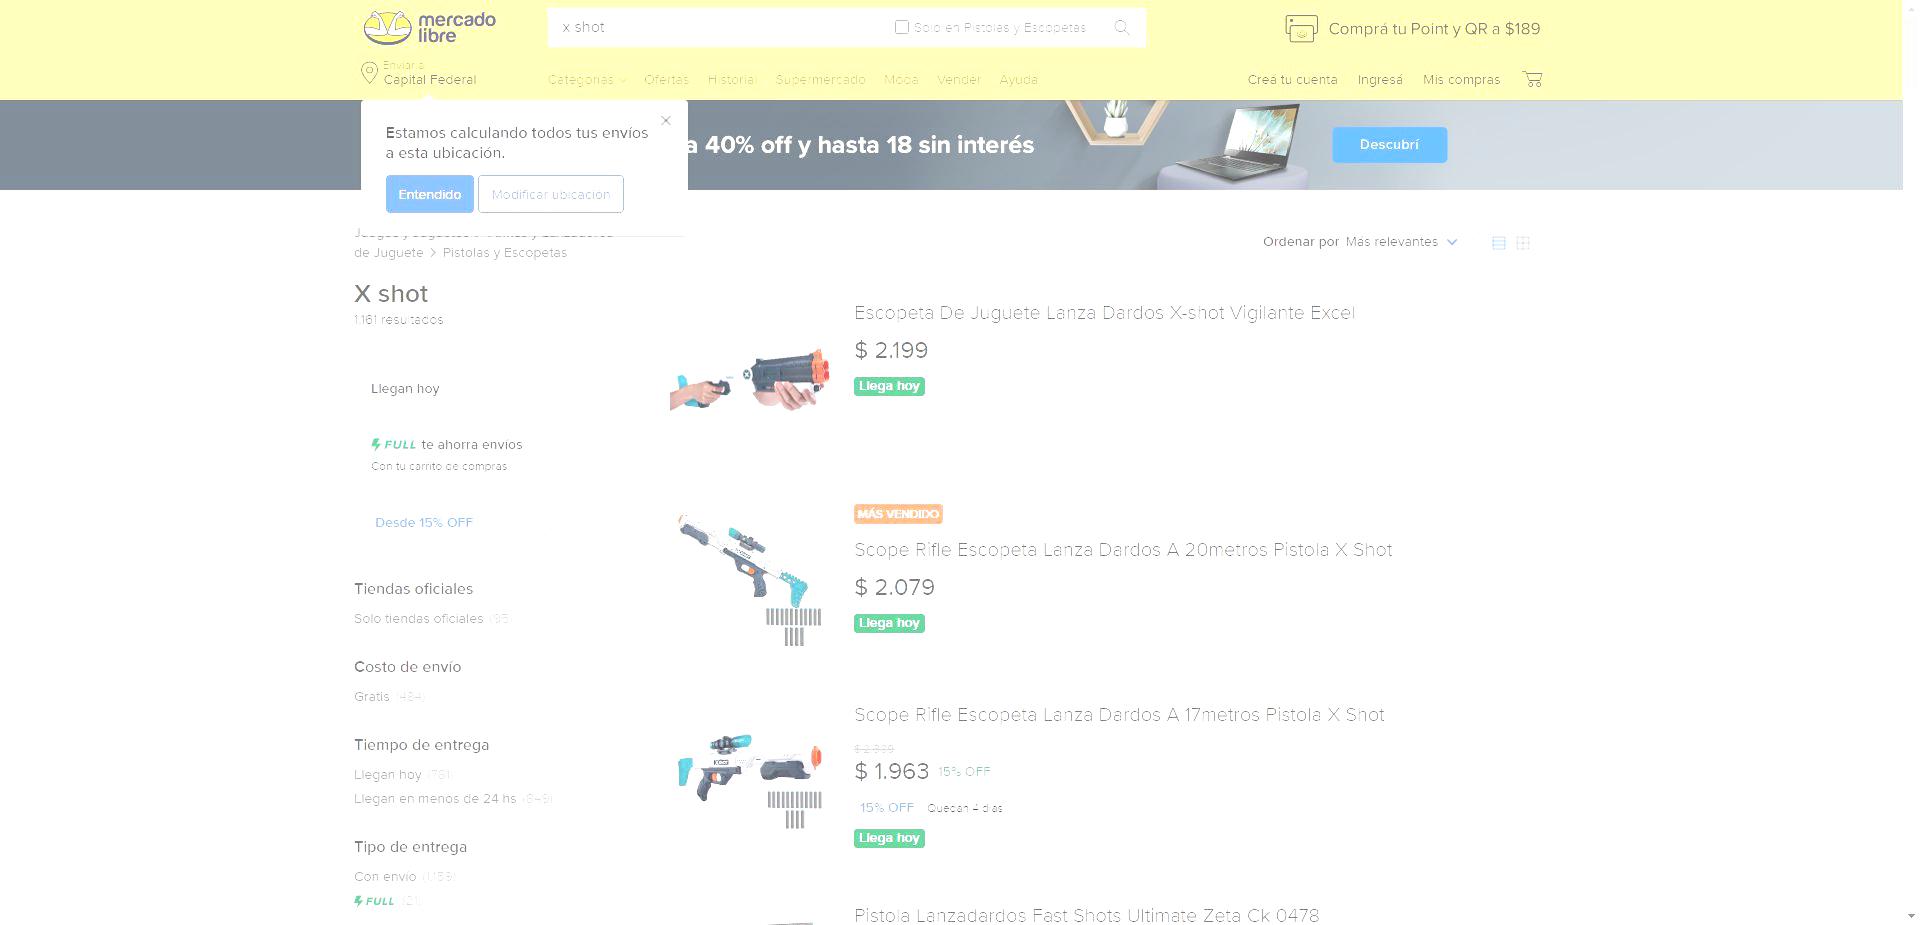 mercado
libre
x shot
Solo en Pistolas y Escopetas
Comprá tu Point y QR a $189
Enviar a
Capital Federal
Categorías
Ofertas
Historial
Supermercado
Moda
Vender
Ayuda
Creá tu cuenta
Ingresá
Mis compras
Estamos calculando todos tus envíos
a esta ubicación.
Entendido
Modificar ubicación
a 40% off y hasta 18 sin interés
Descubrí
de Juguete > Pistolas y Escopetas
Ordenar por Más relevantes
X shot
1.161 resultados
Llegan hoy
FULL te ahorra envíos
Con tu carrito de compras
Desde 15% OFF
Tiendas oficiales
Solo tiendas oficiales (95)
Costo de envío
Gratis (484)
Tiempo de entrega
Llegan hoy
Llegan en menos de 24 hs
Tipo de entrega
Con envío (1.159)
FULL (21)
Escopeta De Juguete Lanza Dardos X-shot Vigilante Excel
$ 2.199
Llega hoy
MÁS VENDIDO
Scope Rifle Escopeta Lanza Dardos A 20metros Pistola X Shot
$ 2.079
Llega hoy
Scope Rifle Escopeta Lanza Dardos A 17metros Pistola X Shot
$ 1.963 15% OFF
15% OFF Quedan 4 días
Llega hoy
Pistola Lanzadardos Fast Shots Ultimate Zeta Ck 0478